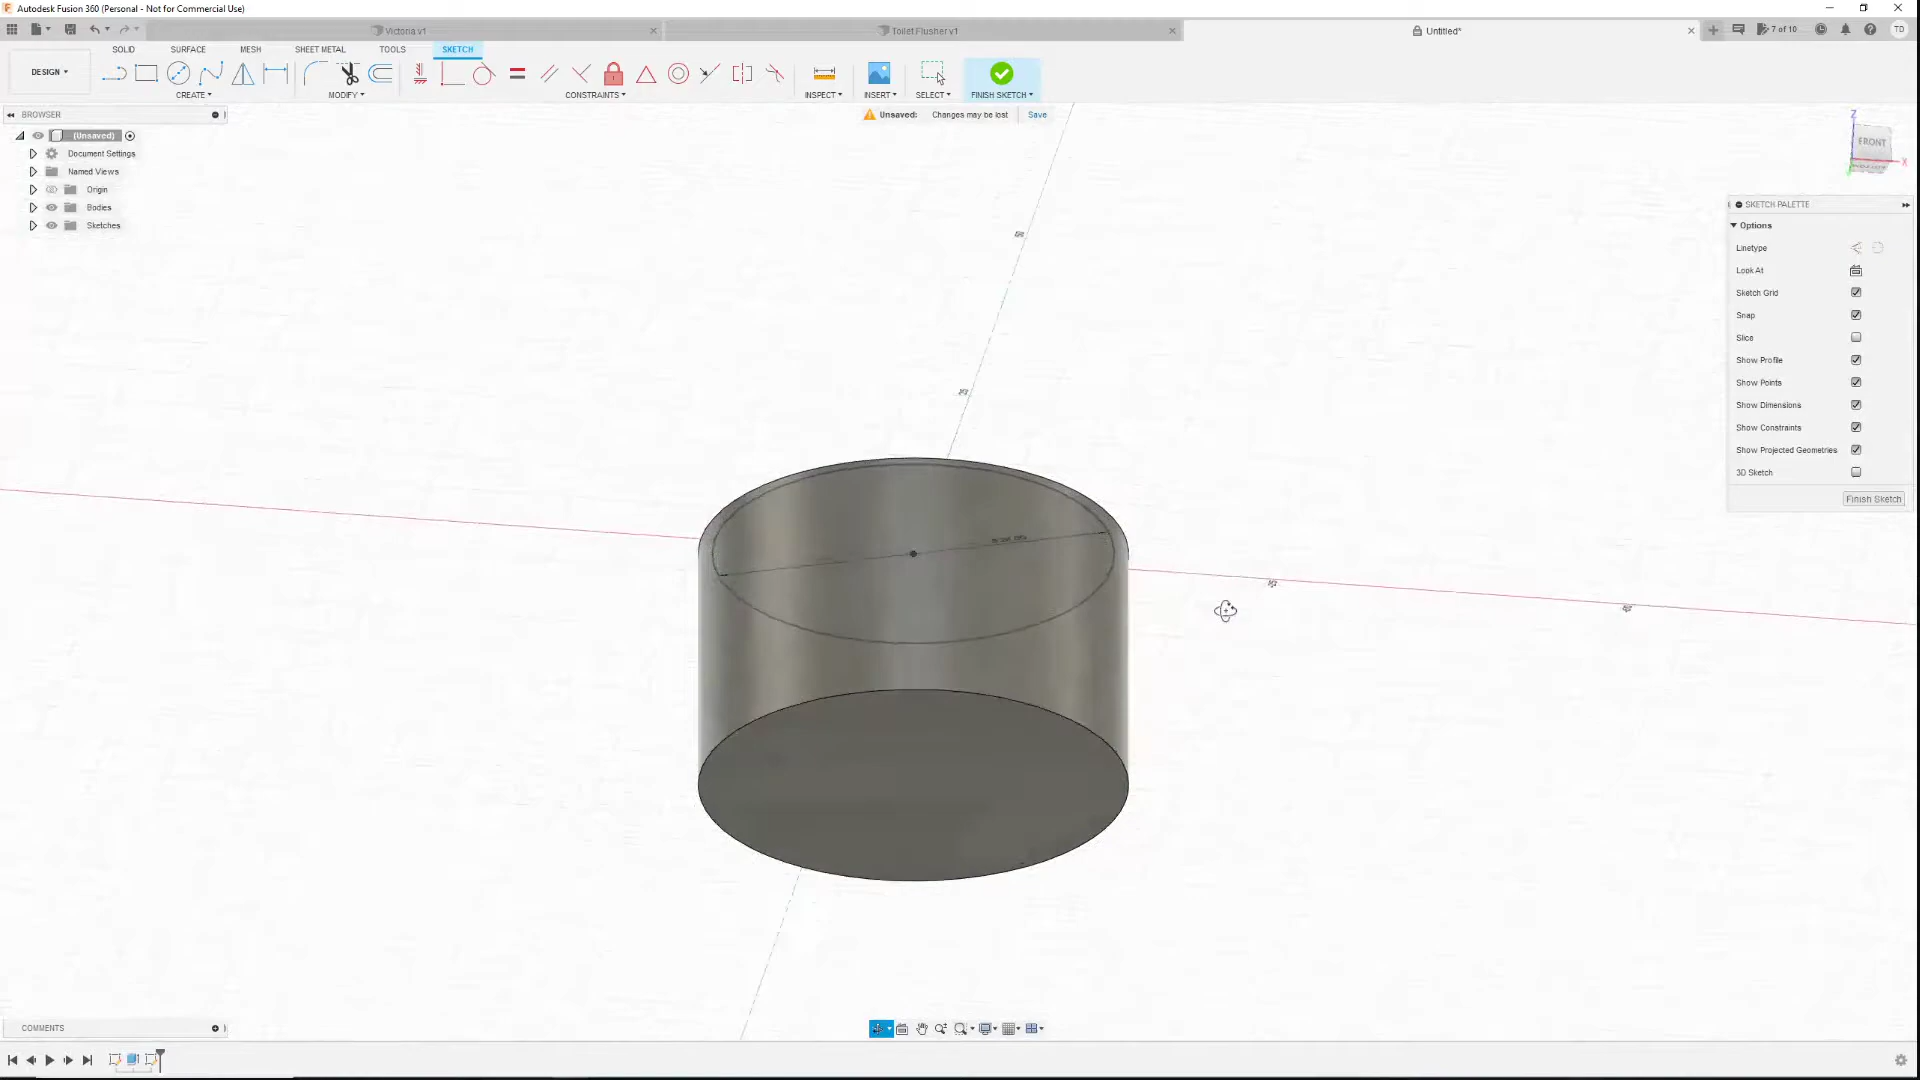 Autodesk Fusion 360 (Personal - Not for Commercial Use)
Victoria v1
Toilet Flusher v1
Untitled*
7 of 10
TD
SOLID
SURFACE
MESH
SHEET METAL
TOOLS
SKETCH
DESIGN
CREATE
MODIFY
CONSTRAINTS
INSPECT
INSERT
SELECT
FINISH SKETCH
BROWSER
Unsaved: Changes may be lost Save
(Unsaved)
Document Settings
Named Views
Origin
Bodies
Sketches
Z
FRONT
X
SKETCH PALETTE
Options
Linetype
Look At
Sketch Grid
Snap
Slice
Show Profile
Show Points
Show Dimensions
Show Constraints
Show Projected Geometries
3D Sketch
Finish Sketch
COMMENTS